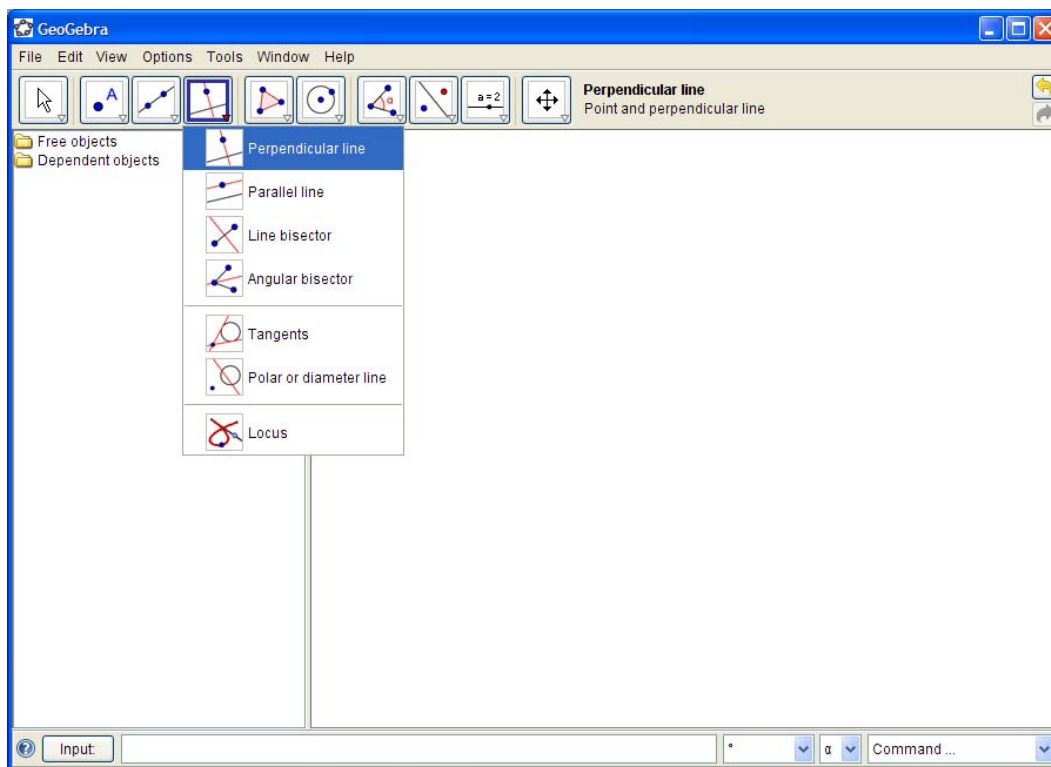 GeoGebra
File Edit View Options Tools Window Help
A
α
a=2
Perpendicular line
Point and perpendicular line
Free objects
Dependent objects
Perpendicular line
Parallel line
Line bisector
Angular bisector
Tangents
Polar or diameter line
Locus
Input: ° α Command ...